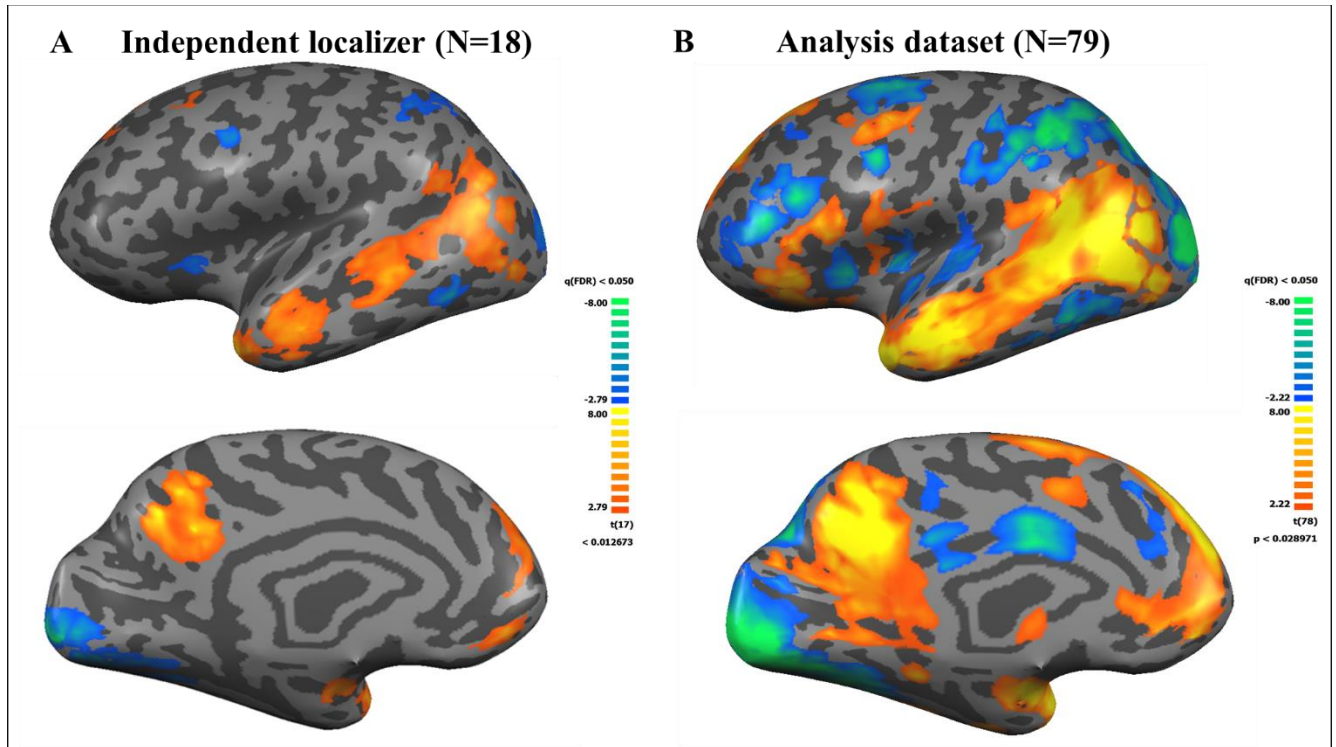 A Independent localizer (N=18)
B Analysis dataset (N=79)
q(FDR) < 0.050
-8.00
-2.79
8.00
2.79
t(17)
< 0.012673
q(FDR) < 0.050
-8.00
-2.22
8.00
2.22
t(78)
p < 0.028971